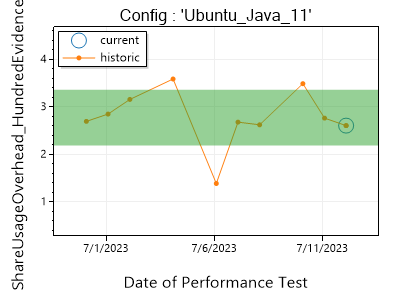 Config : 'Ubuntu_Java_11'
current
historic
ShareUsageOverhead_HundredEvidence
4
3
2
1
7/1/2023
7/6/2023
7/11/2023
Date of Performance Test